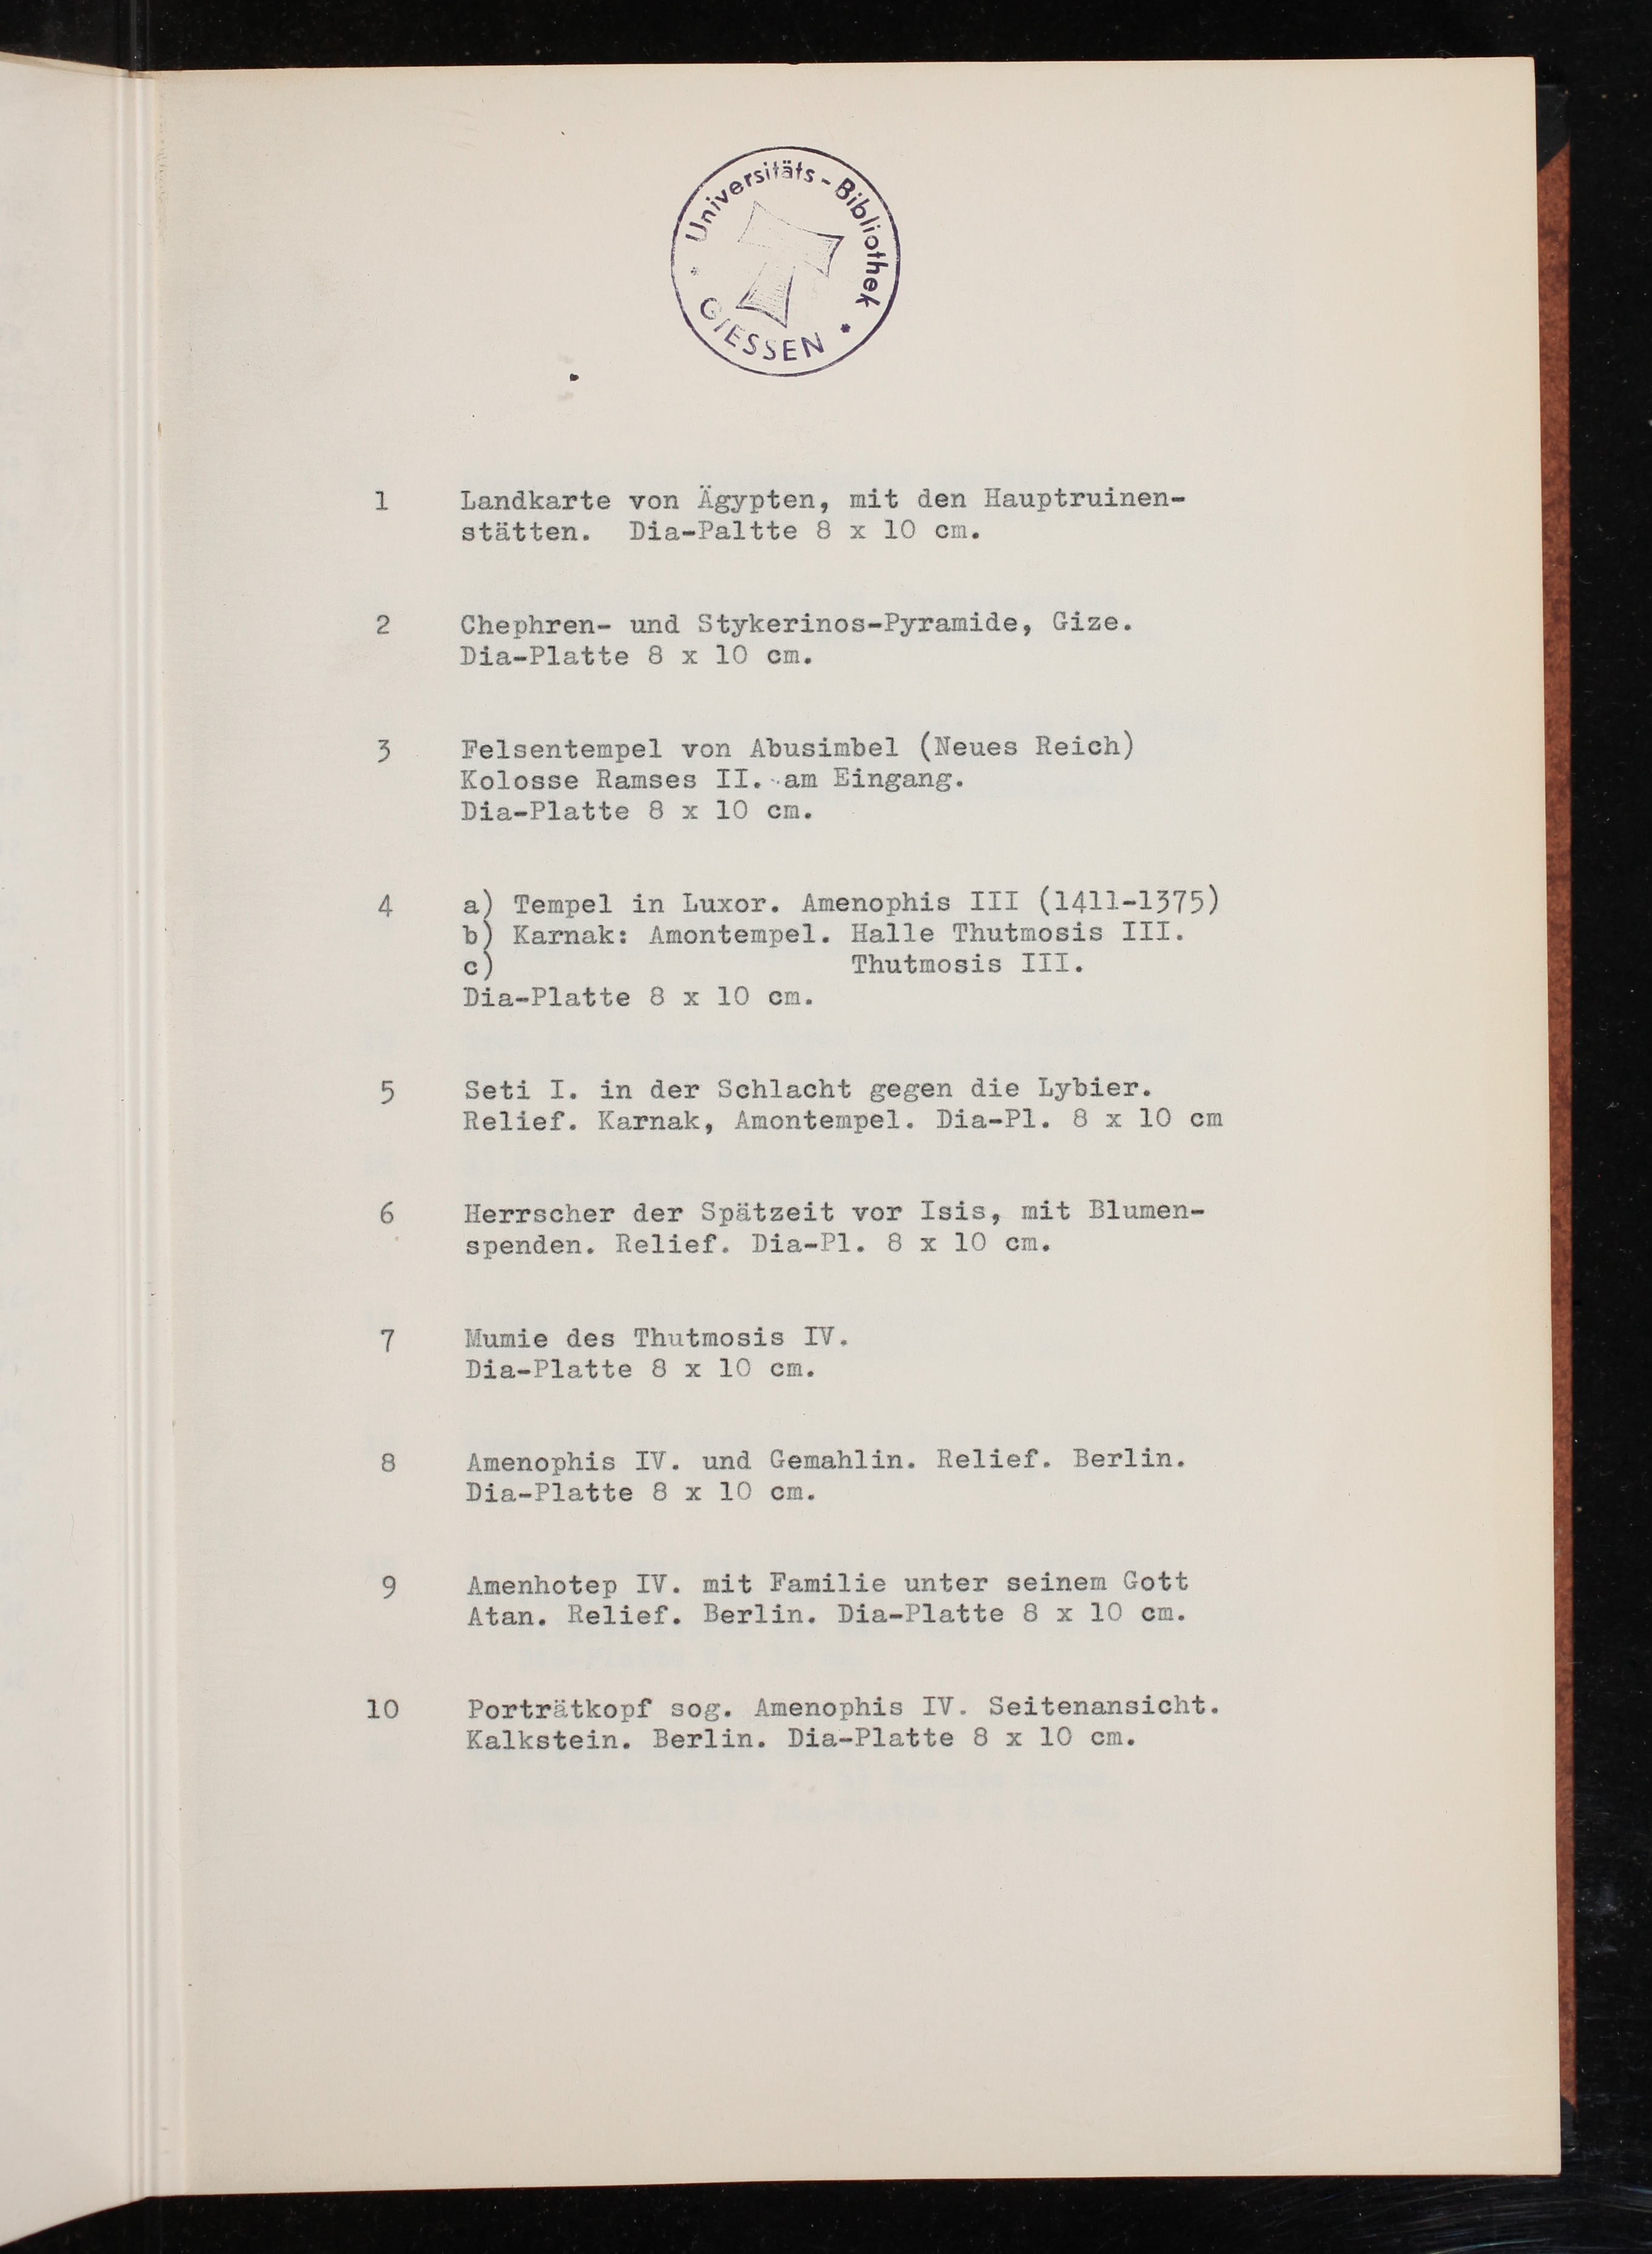 Universitäts-Bibliothek
GIESSEN
1 Landkarte von Ägypten, mit den Hauptruinen-
stätten. Dia-Paltte 8 x 10 cm.
2 Chephren- und Stykerinos-Pyramide, Gize.
Dia-Platte 8 x 10 cm.
3 Felsentempel von Abusimbel (Neues Reich)
Kolosse Ramses II. am Eingang.
Dia-Platte 8 x 10 cm.
4 a) Tempel in Luxor. Amenophis III (1411-1375)
b) Karnak: Amontempel. Halle Thutmosis III.
c) Thutmosis III.
Dia-Platte 8 x 10 cm.
5 Seti I. in der Schlacht gegen die Lybier.
Relief. Karnak, Amontempel. Dia-Pl. 8 x 10 cm
6 Herrscher der Spätzeit vor Isis, mit Blumen-
spenden. Relief. Dia-Pl. 8 x 10 cm.
7 Mumie des Thutmosis IV.
Dia-Platte 8 x 10 cm.
8 Amenophis IV. und Gemahlin. Relief. Berlin.
Dia-Platte 8 x 10 cm.
9 Amenhotep IV. mit Familie unter seinem Gott
Atan. Relief. Berlin. Dia-Platte 8 x 10 cm.
10 Porträtkopf sog. Amenophis IV. Seitenansicht.
Kalkstein. Berlin. Dia-Platte 8 x 10 cm.